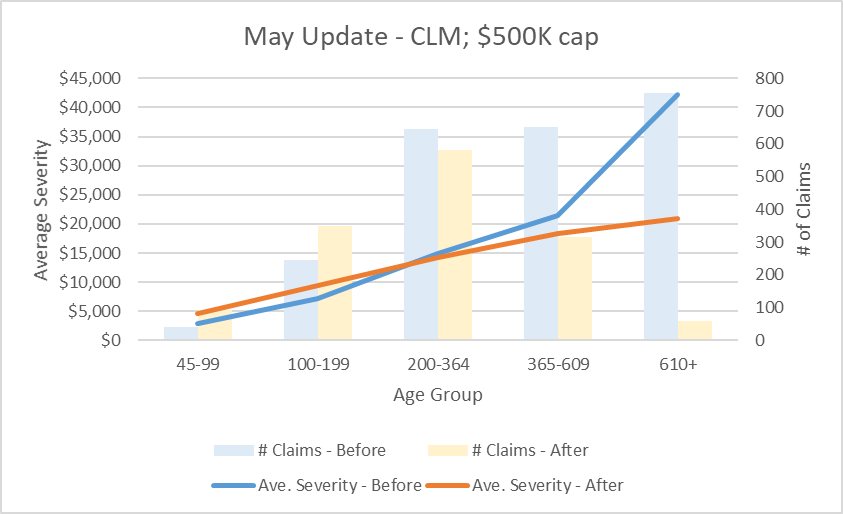 May Update - CLM; $500K cap
$45,000
$40,000
$35,000
$30,000
$25,000
$20,000
$15,000
$10,000
$5,000
$0
Average Severity
800
700
600
500
400
300
200
100
0
# of Claims
45-99 100-199 200-364 365-609 610+
Age Group
# Claims - Before # Claims - After
Ave. Severity - Before Ave. Severity - After